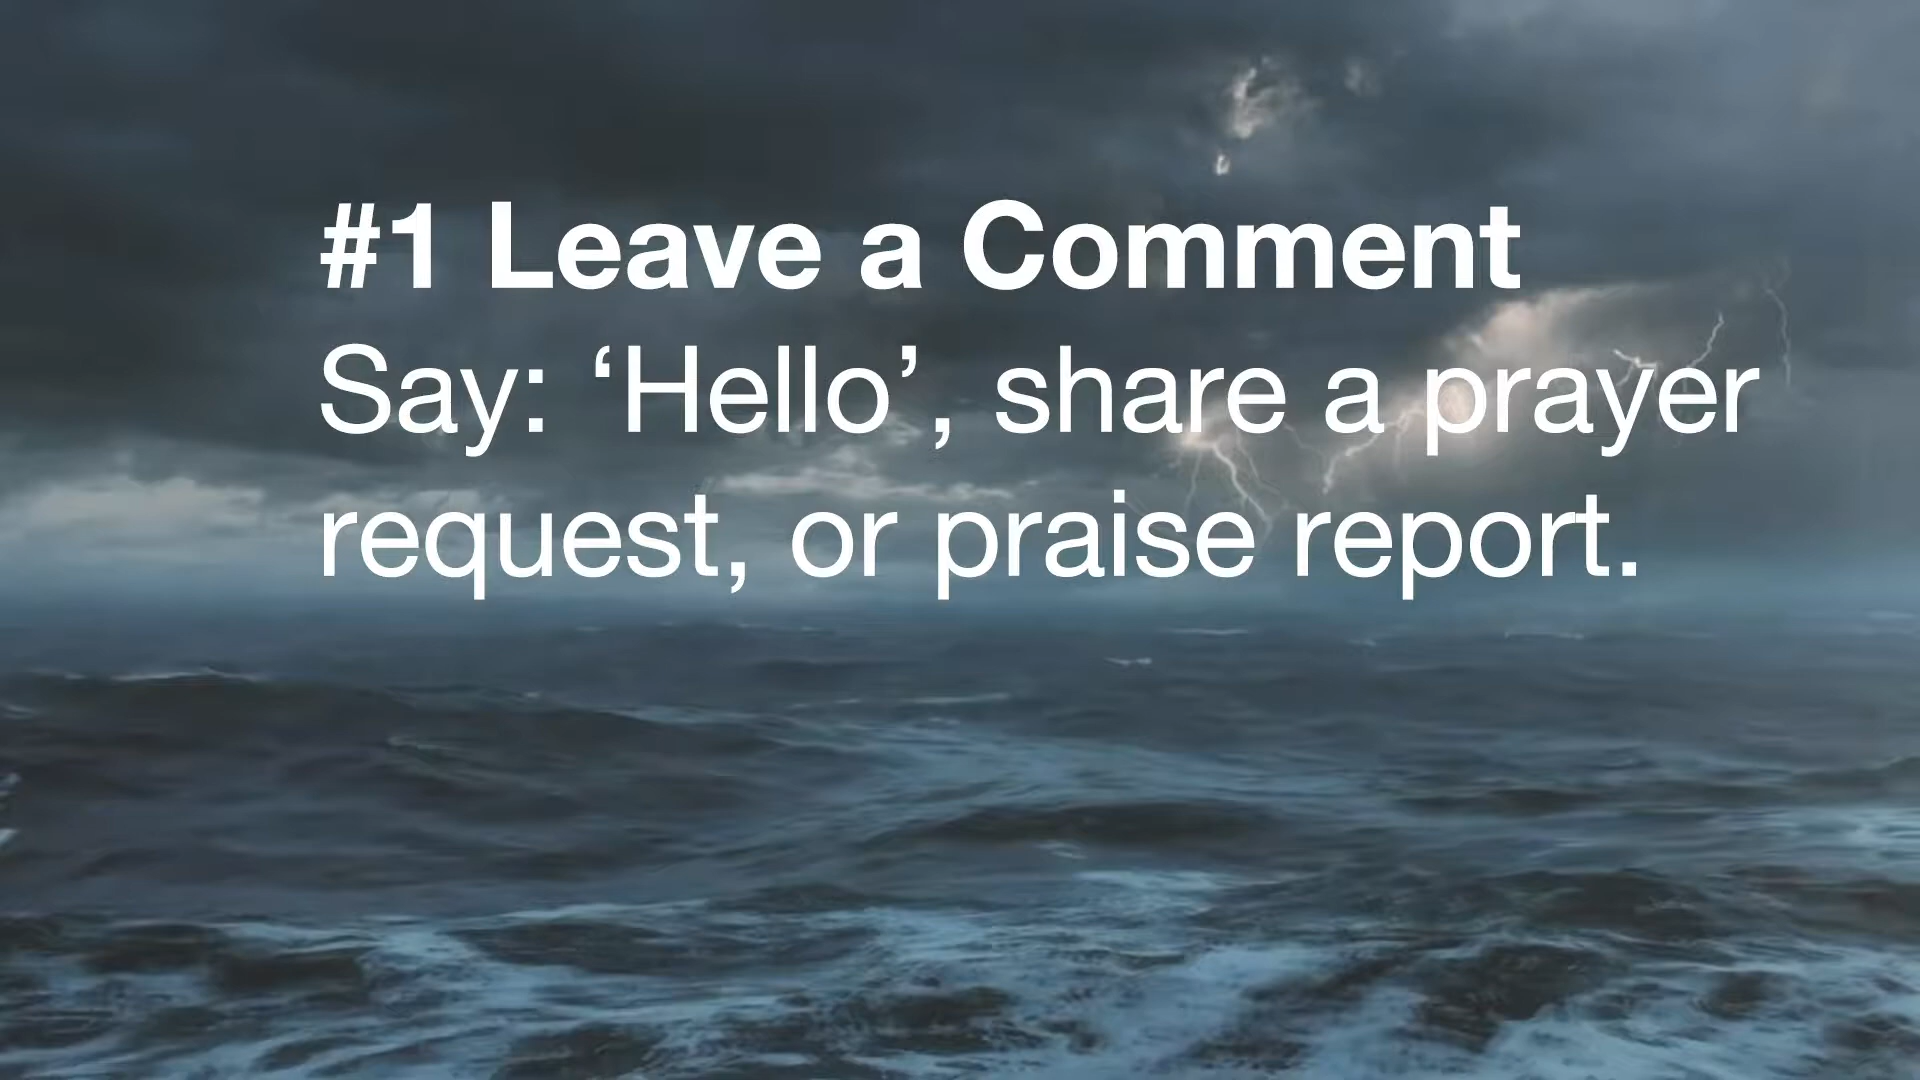 #1 Leave a Comment
Say: ‘Hello’, share a prayer
request, or praise report.